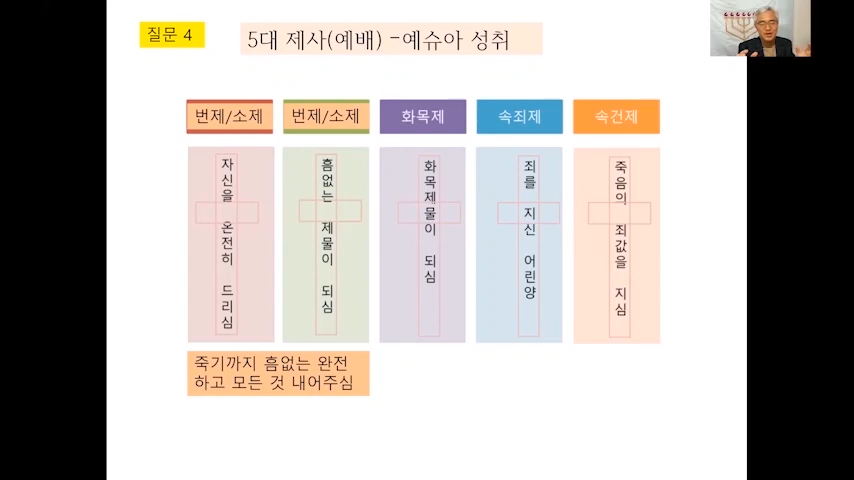 질문 4
5대 제사(예배) -예슈아 성취
번제/소제
번제/소제
화목제
속죄제
속건제
자신을 온전히 드리심
흠없는 제물이 되심
화목제물이 되심
죄를 지신 어린양
죽음의 죄값을 지심
죽기까지 흠없는 완전
하고 모든 것 내어주심